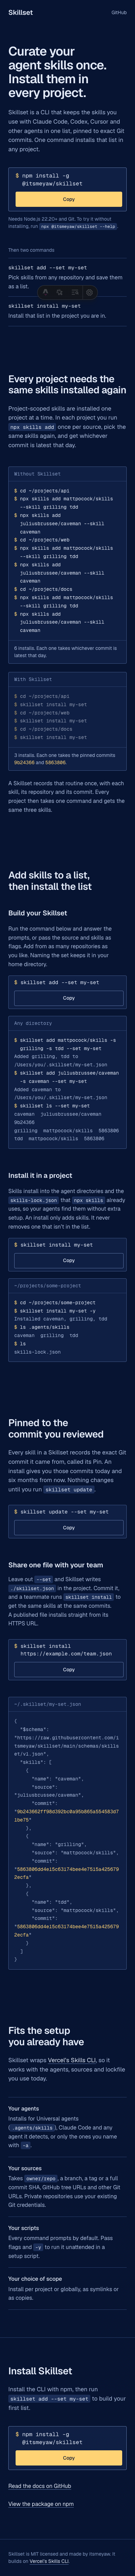 Skillset
GitHub
Curate your
agent skills once.
Install them in
every project.
Skillset is a CLI that keeps the skills you
use with Claude Code, Codex, Cursor and
other agents in one list, pinned to exact Git
commits. One command installs that list in
any project.
$ npm install -g
@itsmeyaw/skillset
Copy
Needs Node.js 22.20+ and Git. To try it without
installing, run npx @itsmeyaw/skillset --help.
Then two commands
skillset add --set my-set
Pick skills from any repository and save them
as a list.
skillset install my-set
Install that list in the project you are in.
Every project needs the
same skills installed again
Project-scoped skills are installed one
project at a time. In each project you run
npx skills add once per source, pick the
same skills again, and get whichever
commit is latest that day.
Without Skillset
$ cd ~/projects/api
$ npx skills add mattpocock/skills
--skill grilling tdd
$ npx skills add
juliusbrussee/caveman --skill
caveman
$ cd ~/projects/web
$ npx skills add mattpocock/skills
--skill grilling tdd
$ npx skills add
juliusbrussee/caveman --skill
caveman
$ cd ~/projects/docs
$ npx skills add mattpocock/skills
--skill grilling tdd
$ npx skills add
juliusbrussee/caveman --skill
caveman
6 installs. Each one takes whichever commit is
latest that day.
With Skillset
$ cd ~/projects/api
$ skillset install my-set
$ cd ~/projects/web
$ skillset install my-set
$ cd ~/projects/docs
$ skillset install my-set
3 installs. Each one takes the pinned commits
9b24306 and 5863806.
A Skillset records that routine once, with each
skill, its repository and its commit. Every
project then takes one command and gets the
same three skills.
Add skills to a list,
then install the list
Build your Skillset
Run the command below and answer the
prompts, or pass the source and skills as
flags. Add from as many repositories as
you like. Naming the set keeps it in your
home directory.
$ skillset add --set my-set
Copy
Any directory
$ skillset add mattpocock/skills -s
grilling -s tdd --set my-set
Added grilling, tdd to
/Users/you/.skillset/my-set.json
$ skillset add juliusbrussee/caveman
-s caveman --set my-set
Added caveman to
/Users/you/.skillset/my-set.json
$ skillset ls --set my-set
caveman juliusbrussee/caveman
9b24306
grilling mattpocock/skills 5863806
tdd mattpocock/skills 5863806
Install it in a project
Skills install into the agent directories and the
skills-lock.json that npx skills already
uses, so your agents find them without extra
setup. An install only adds skills. It never
removes one that isn't in the list.
$ skillset install my-set
Copy
~/projects/some-project
$ cd ~/projects/some-project
$ skillset install my-set -y
Installed caveman, grilling, tdd
$ ls .agents/skills
caveman grilling tdd
$ ls
skills-lock.json
Pinned to the
commit you reviewed
Every skill in a Skillset records the exact Git
commit it came from, called its Pin. An
install gives you those commits today and
six months from now. Nothing changes
until you run skillset update.
$ skillset update --set my-set
Copy
Share one file with your team
Leave out --set and Skillset writes
./skillset.json in the project. Commit it,
and a teammate runs skillset install to
get the same skills at the same commits.
A published file installs straight from its
HTTPS URL.
$ skillset install
https://example.com/team.json
Copy
~/.skillset/my-set.json
{
"$schema":
"https://raw.githubusercontent.com/i
tsmeyaw/skillset/main/schemas/skills
et/v1.json",
"skills": [
{
"name": "caveman",
"source":
"juliusbrussee/caveman",
"commit":
},
{
"name": "grilling",
"source":
"mattpocock/skills",
"commit":
},
{
"name": "tdd",
"source":
"mattpocock/skills",
"commit":
}
]
}
Fits the setup
you already have
Skillset wraps Vercel's Skills CLI, so it
works with the agents, sources and lockfile
you use today.
Your agents
Installs for Universal agents
(.agents/skills), Claude Code and any
agent it detects, or only the ones you name
with -a.
Your sources
Takes owner/repo, a branch, a tag or a full
commit SHA, GitHub tree URLs and other Git
URLs. Private repositories use your existing
Git credentials.
Your scripts
Every command prompts by default. Pass
flags and -y to run it unattended in a
setup script.
Your choice of scope
Install per project or globally, as symlinks or
as copies.
Install Skillset
Install the CLI with npm, then run
skillset add --set my-set to build your
first list.
$ npm install -g
@itsmeyaw/skillset
Copy
Read the docs on GitHub
View the package on npm
Skillset is MIT licensed and made by itsmeyaw. It
builds on Vercel's Skills CLI.